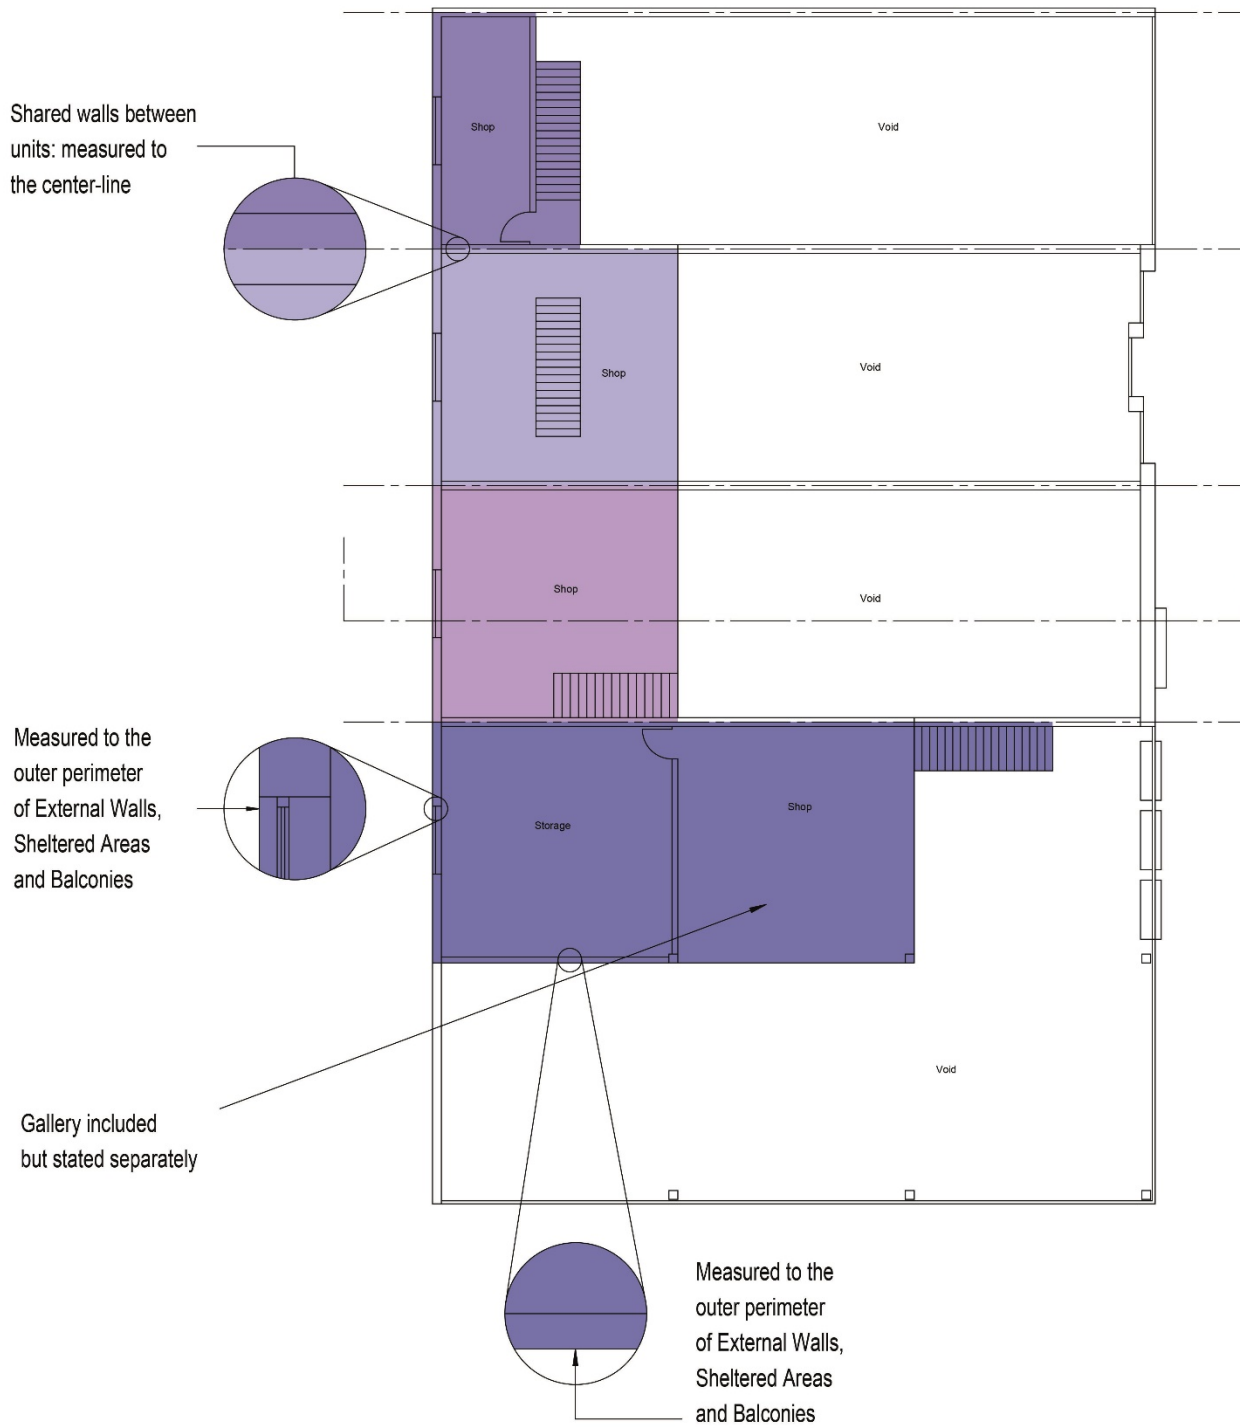 Shop
Void
Shared walls between
units: measured to
the center-line
Shop
Void
Shop
Void
Measured to the
outer perimeter
of External Walls,
Sheltered Areas
and Balconies
Storage
Shop
Void
Gallery included
but stated separately
Measured to the
outer perimeter
of External Walls,
Sheltered Areas
and Balconies